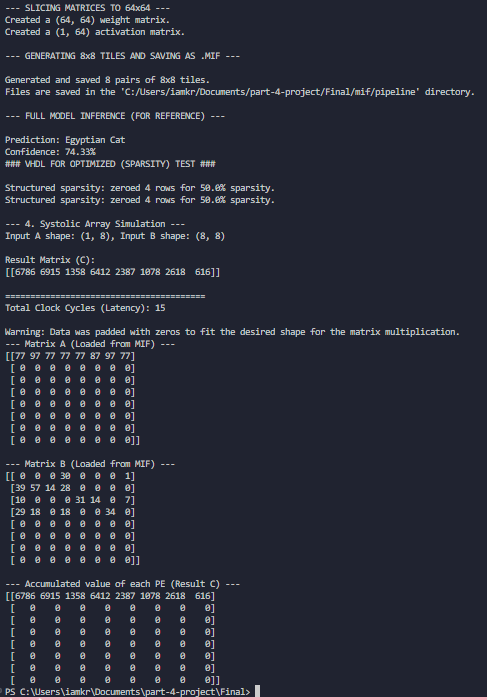 --- SLICING MATRICES TO 64x64 ---
Created a (64, 64) weight matrix.
Created a (1, 64) activation matrix.
--- GENERATING 8x8 TILES AND SAVING AS .MIF ---
Generated and saved 8 pairs of 8x8 tiles.
Files are saved in the 'C:/Users/iamkr/Documents/part-4-project/Final/mif/pipeline' directory.
--- FULL MODEL INFERENCE (FOR REFERENCE) ---
Prediction: Egyptian Cat
Confidence: 74.33%
### VHDL FOR OPTIMIZED (SPARSITY) TEST ###
Structured sparsity: zeroed 4 rows for 50.0% sparsity.
Structured sparsity: zeroed 4 rows for 50.0% sparsity.
--- 4. Systolic Array Simulation ---
Input A shape: (1, 8), Input B shape: (8, 8)
Result Matrix (C):
[[6786 6915 1358 6412 2387 1078 2618  616]]
========================================
Total Clock Cycles (Latency): 15
Warning: Data was padded with zeros to fit the desired shape for the matrix multiplication.
--- Matrix A (Loaded from MIF) ---
[[77 97 77 77 77 87 97 77]
 [ 0  0  0  0  0  0  0  0]
 [ 0  0  0  0  0  0  0  0]
 [ 0  0  0  0  0  0  0  0]
 [ 0  0  0  0  0  0  0  0]
 [ 0  0  0  0  0  0  0  0]
 [ 0  0  0  0  0  0  0  0]
 [ 0  0  0  0  0  0  0  0]]
--- Matrix B (Loaded from MIF) ---
[[ 0  0  0 30  0  0  0  1]
 [39 57 14 28  0  0  0  0]
 [10  0  0  0 31 14  0  7]
 [29 18  0 18  0  0 34  0]
 [ 0  0  0  0  0  0  0  0]
 [ 0  0  0  0  0  0  0  0]
 [ 0  0  0  0  0  0  0  0]
 [ 0  0  0  0  0  0  0  0]]
--- Accumulated value of each PE (Result C) ---
[[6786 6915 1358 6412 2387 1078 2618  616]
 [   0    0    0    0    0    0    0    0]
 [   0    0    0    0    0    0    0    0]
 [   0    0    0    0    0    0    0    0]
 [   0    0    0    0    0    0    0    0]
 [   0    0    0    0    0    0    0    0]
 [   0    0    0    0    0    0    0    0]
 [   0    0    0    0    0    0    0    0]]
PS C:\Users\iamkr\Documents\part-4-project\Final>